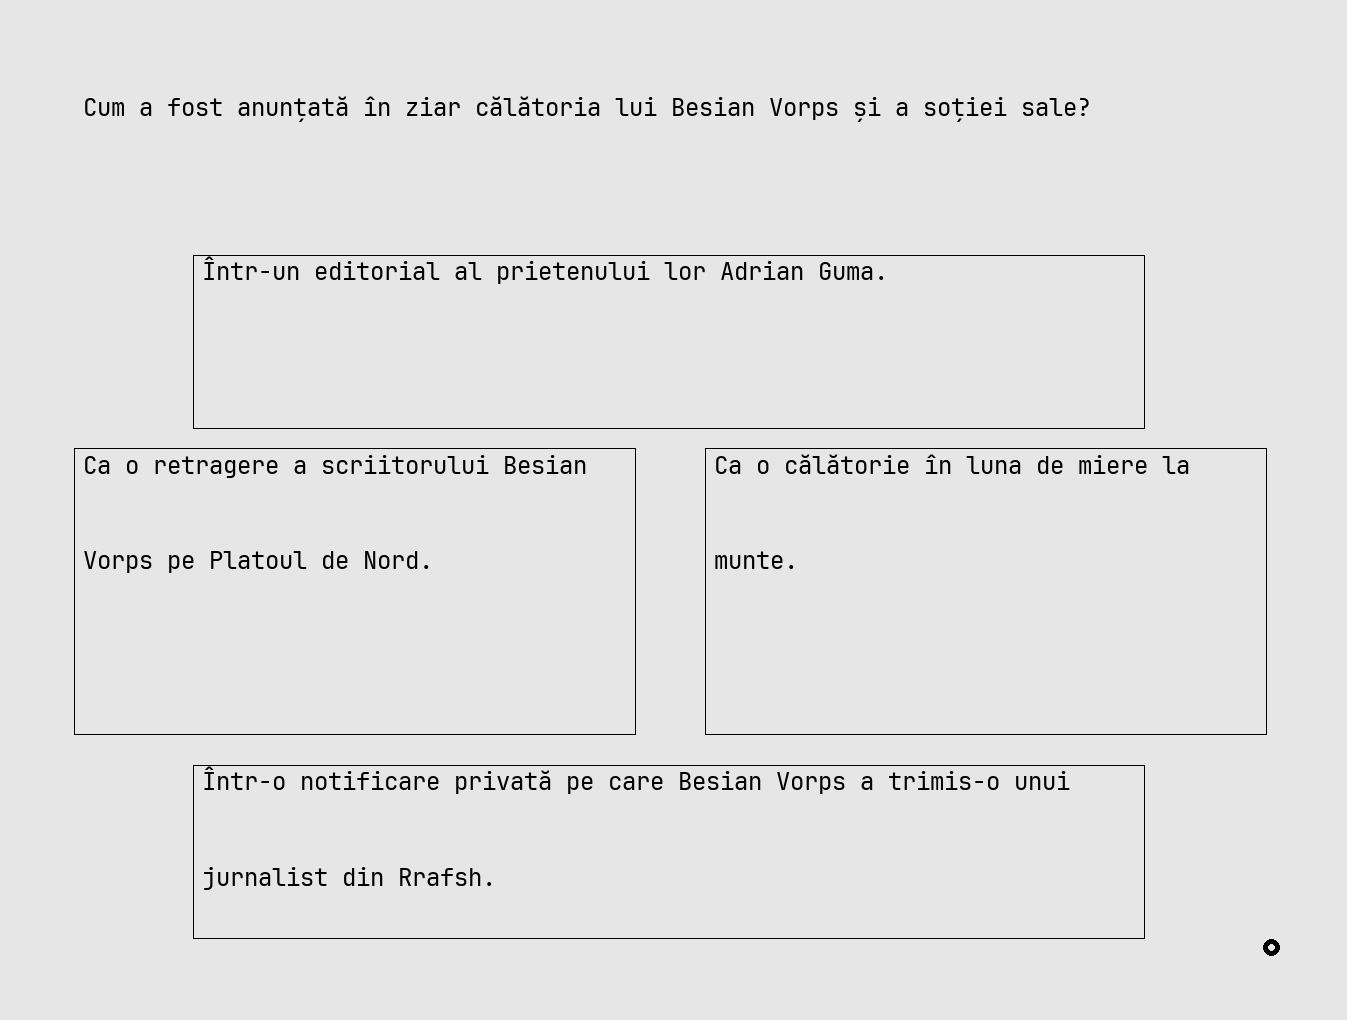 Cum a fost anunțată în ziar călătoria lui Besian Vorps și a soției sale?
Într-un editorial al prietenului lor Adrian Guma.
Ca o retragere a scriitorului Besian
Vorps pe Platoul de Nord.
Ca o călătorie în luna de miere la
munte.
Într-o notificare privată pe care Besian Vorps a trimis-o unui
jurnalist din Rrafsh.